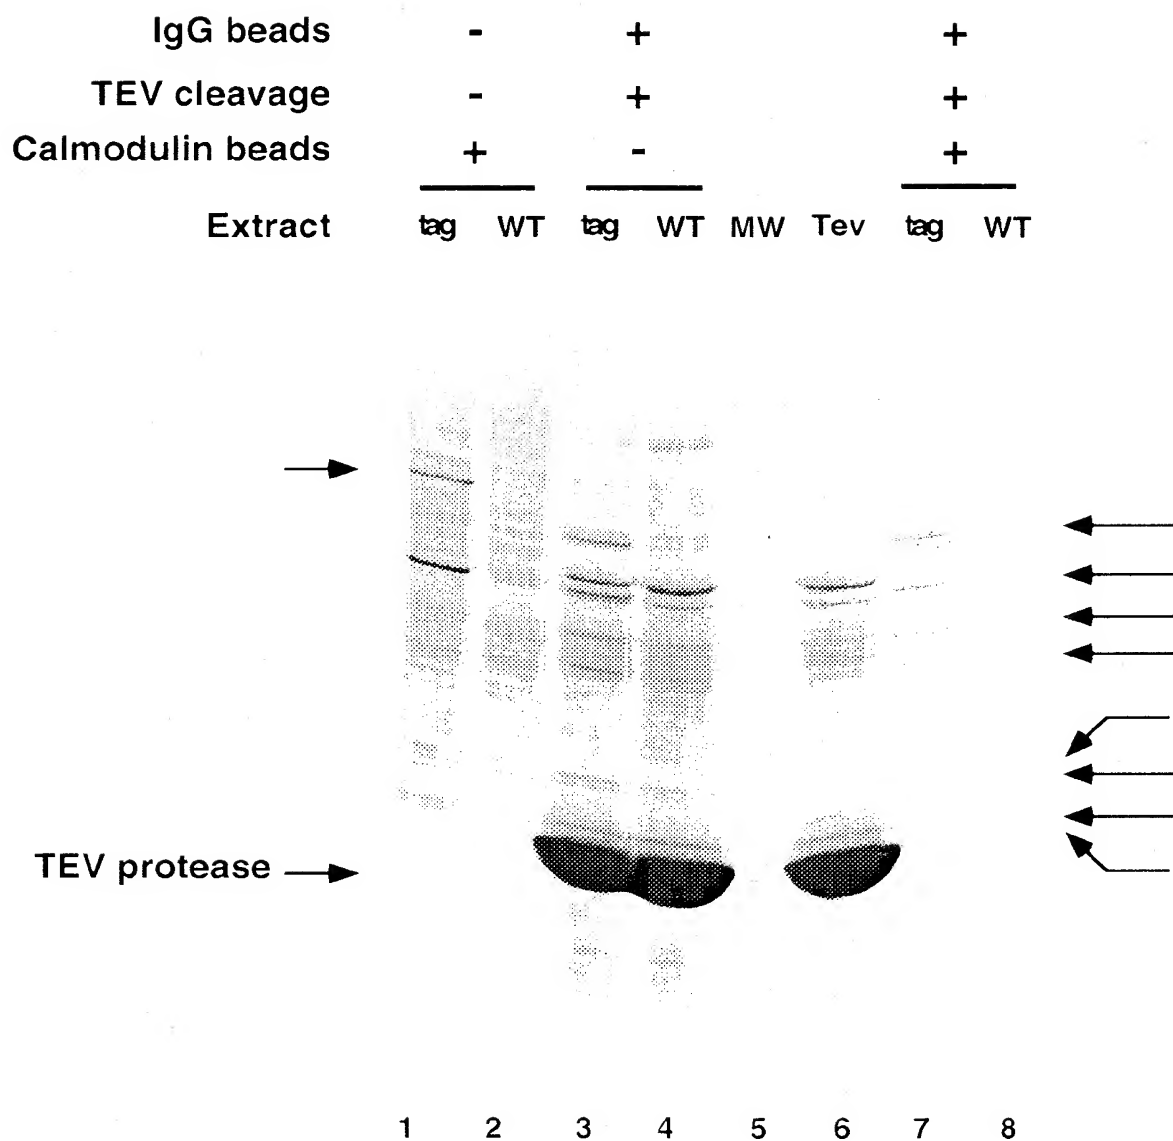 IgG beads - + +
TEV cleavage - + +
Calmodulin beads + - +
Extract tag WT tag WT MW Tev tag WT
TEV protease
1 2 3 4 5 6 7 8